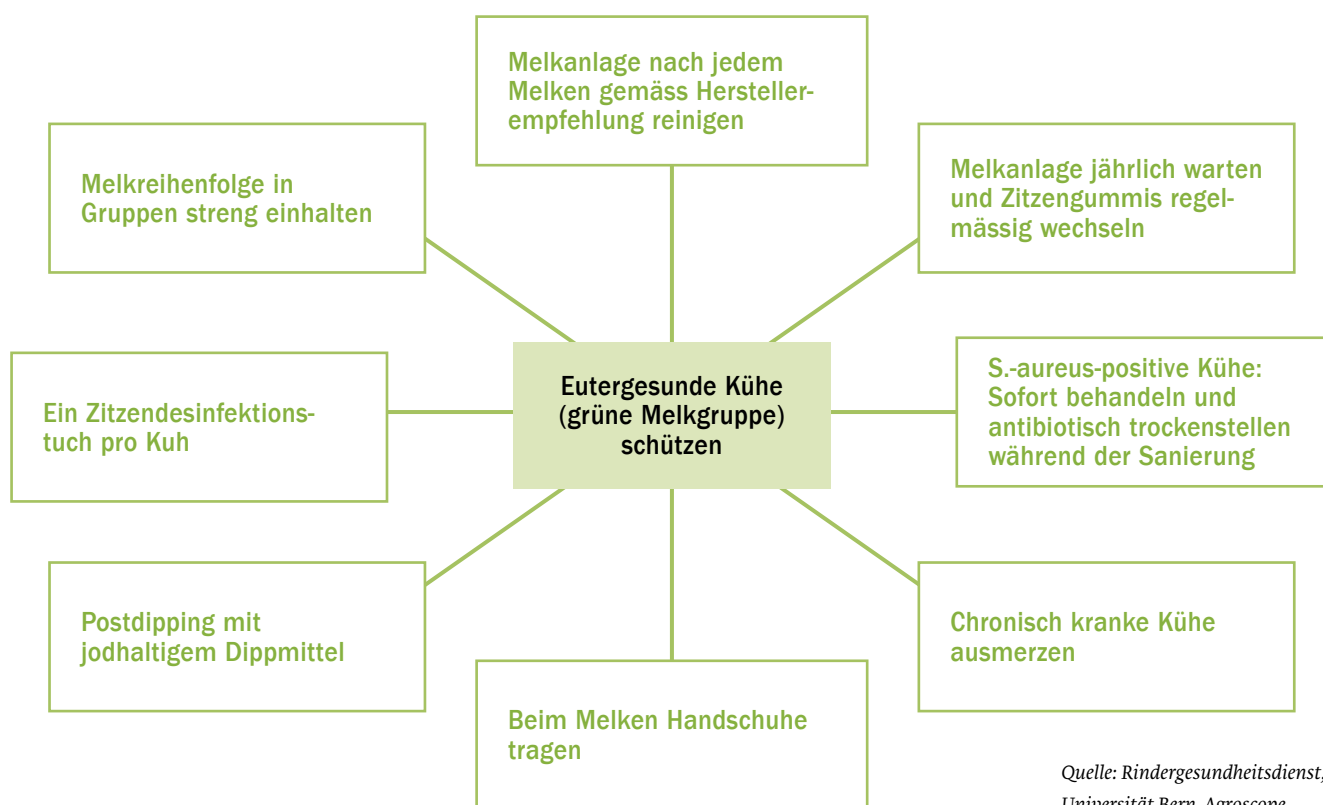 Melkanlage nach jedem
Melken gemäss Hersteller-
empfehlung reinigen
Melkreihenfolge in
Gruppen streng einhalten
Melkanlage jährlich warten
und Zitzengummis regel-
mässig wechseln
Ein Zitzendesinfektions-
tuch pro Kuh
Eutergesunde Kühe
(grüne Melkgruppe)
schützen
S.-aureus-positive Kühe:
Sofort behandeln und
antibiotisch trockenstellen
während der Sanierung
Postdipping mit
jodhaltigem Dippmittel
Chronisch kranke Kühe
ausmerzen
Beim Melken Handschuhe
tragen
Quelle: Rindergesundheitsdienst,
Universität Bern, Agroscope